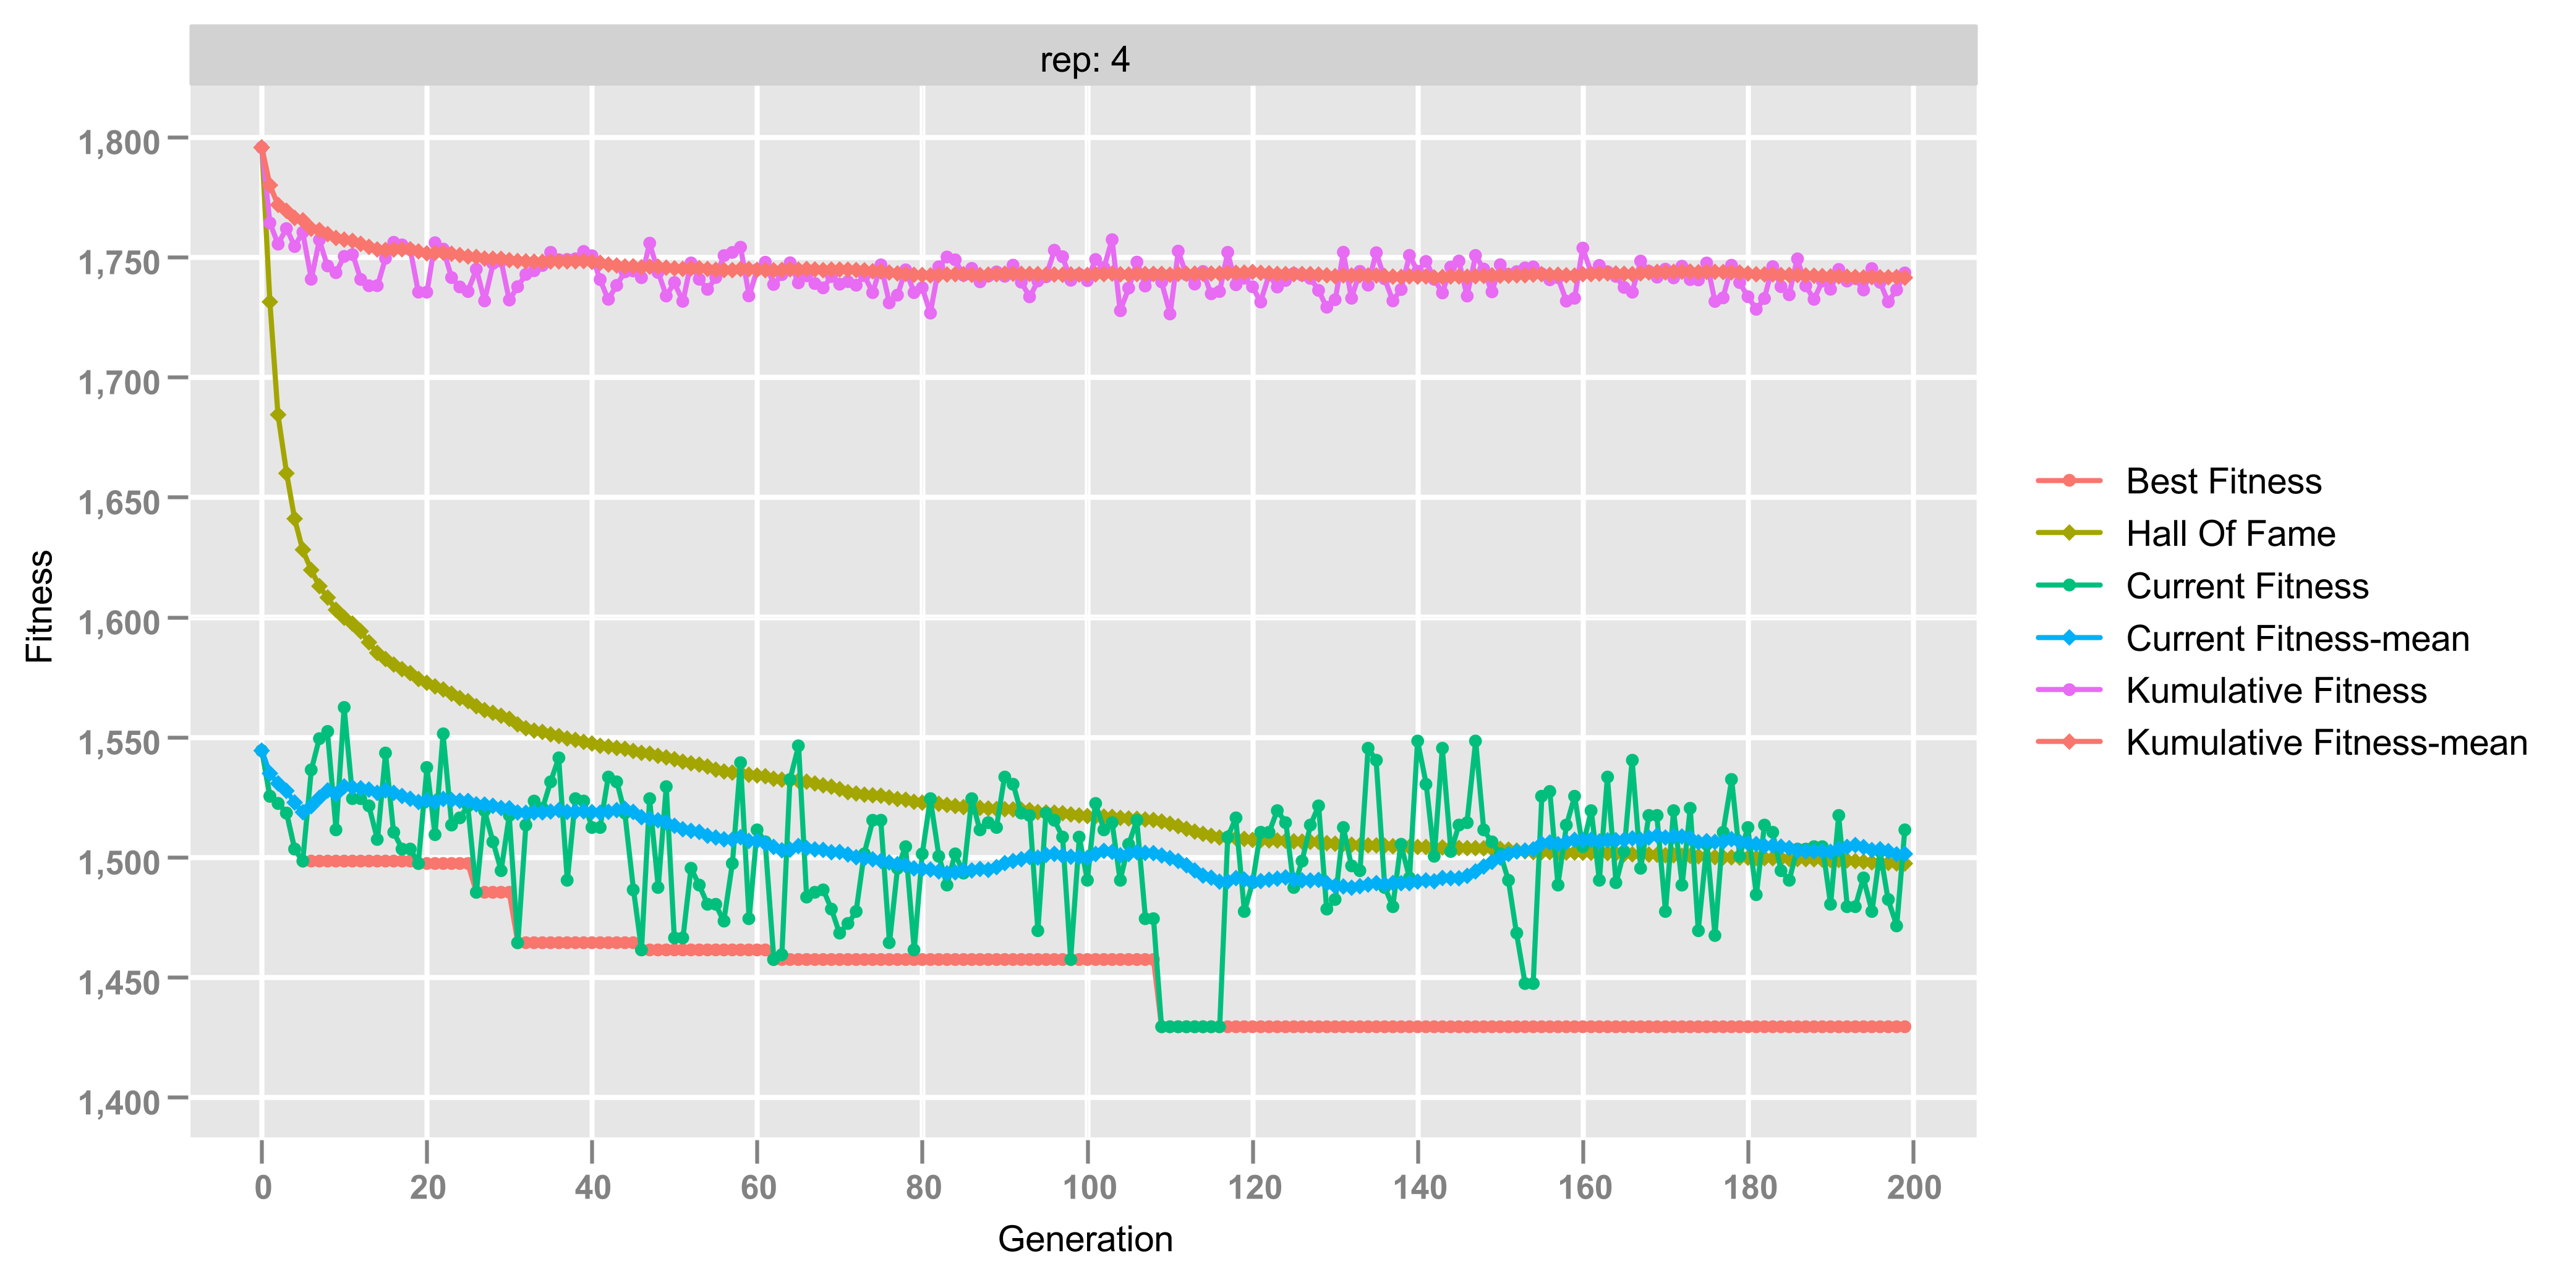 rep: 4
1,800
1,750
1,700
1,650
1,600
1,550
1,500
1,450
1,400
Fitness
0 20 40 60 80 100 120 140 160 180 200
Generation
Best Fitness
Hall Of Fame
Current Fitness
Current Fitness-mean
Kumulative Fitness
Kumulative Fitness-mean